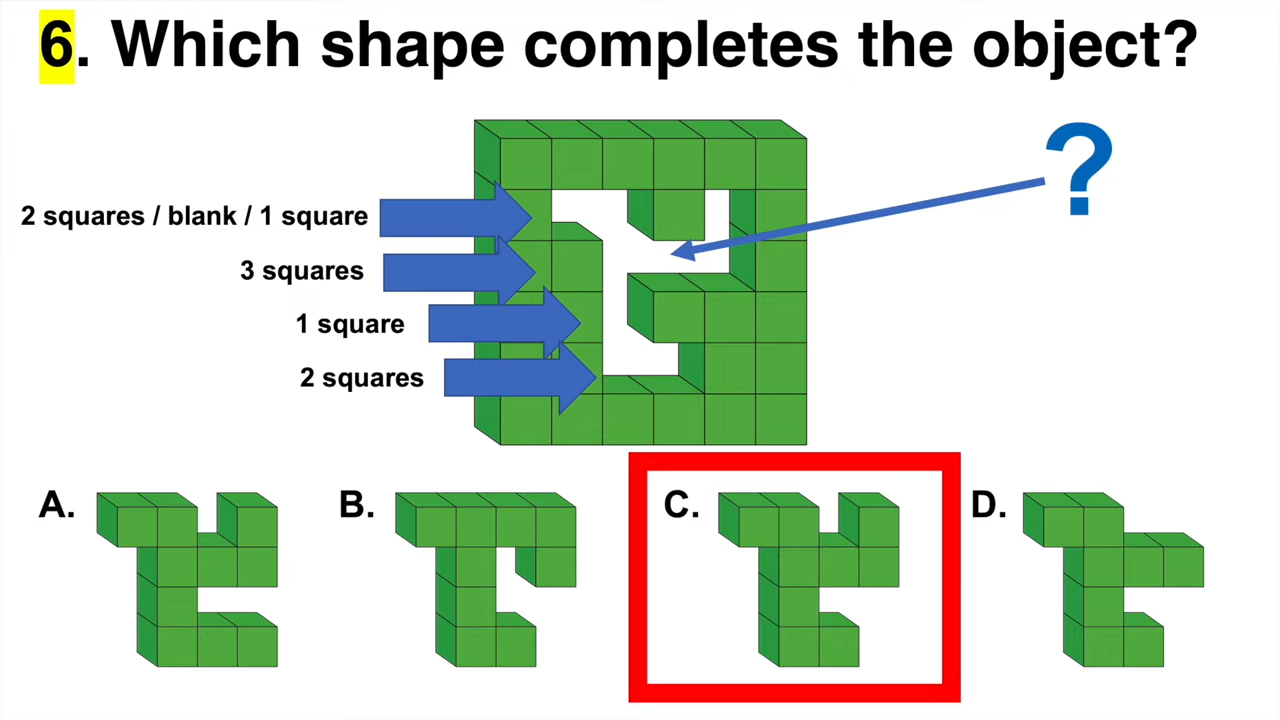 6. Which shape completes the object?
?
2 squares / blank / 1 square
3 squares
1 square
2 squares
A.
B.
C.
D.